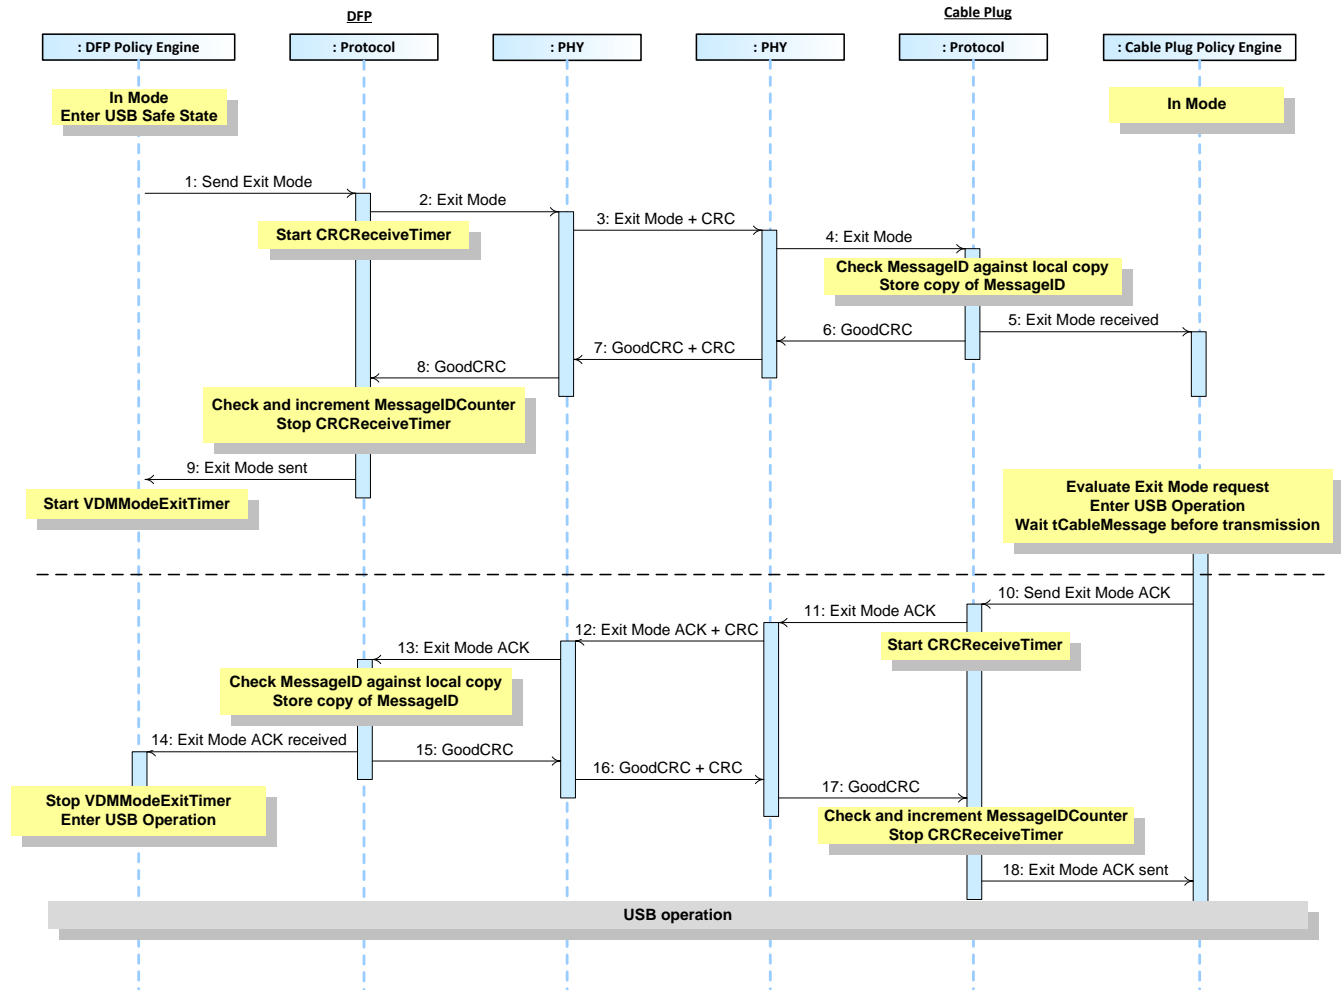 DFP
Cable Plug
: DFP Policy Engine
: Protocol
: PHY
: PHY
: Protocol
: Cable Plug Policy Engine
In Mode
Enter USB Safe State
In Mode
1: Send Exit Mode
2: Exit Mode
Start CRCReceiveTimer
3: Exit Mode + CRC
4: Exit Mode
Check MessageID against local copy
Store copy of MessageID
5: Exit Mode received
6: GoodCRC
7: GoodCRC + CRC
8: GoodCRC
Check and increment MessageIDCounter
Stop CRCReceiveTimer
9: Exit Mode sent
Start VDMModeExitTimer
Evaluate Exit Mode request
Enter USB Operation
Wait tCableMessage before transmission
10: Send Exit Mode ACK
11: Exit Mode ACK
Start CRCReceiveTimer
12: Exit Mode ACK + CRC
13: Exit Mode ACK
Check MessageID against local copy
Store copy of MessageID
14: Exit Mode ACK received
15: GoodCRC
16: GoodCRC + CRC
17: GoodCRC
Stop VDMModeExitTimer
Enter USB Operation
Check and increment MessageIDCounter
Stop CRCReceiveTimer
18: Exit Mode ACK sent
USB operation